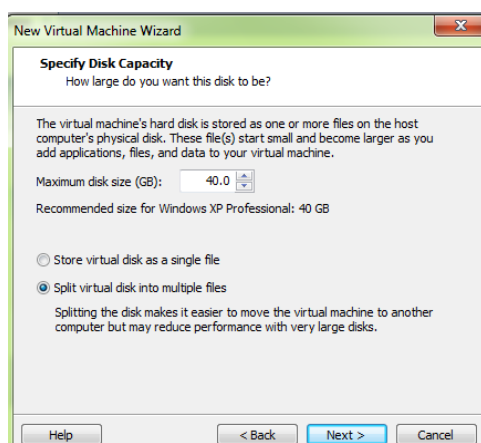 New Virtual Machine Wizard
Specify Disk Capacity
How large do you want this disk to be?
The virtual machine's hard disk is stored as one or more files on the host
computer's physical disk. These file(s) start small and become larger as you
add applications, files, and data to your virtual machine.
Maximum disk size (GB): 40.0
Recommended size for Windows XP Professional: 40 GB
Store virtual disk as a single file
Split virtual disk into multiple files
Splitting the disk makes it easier to move the virtual machine to another
computer but may reduce performance with very large disks.
Help < Back Next > Cancel